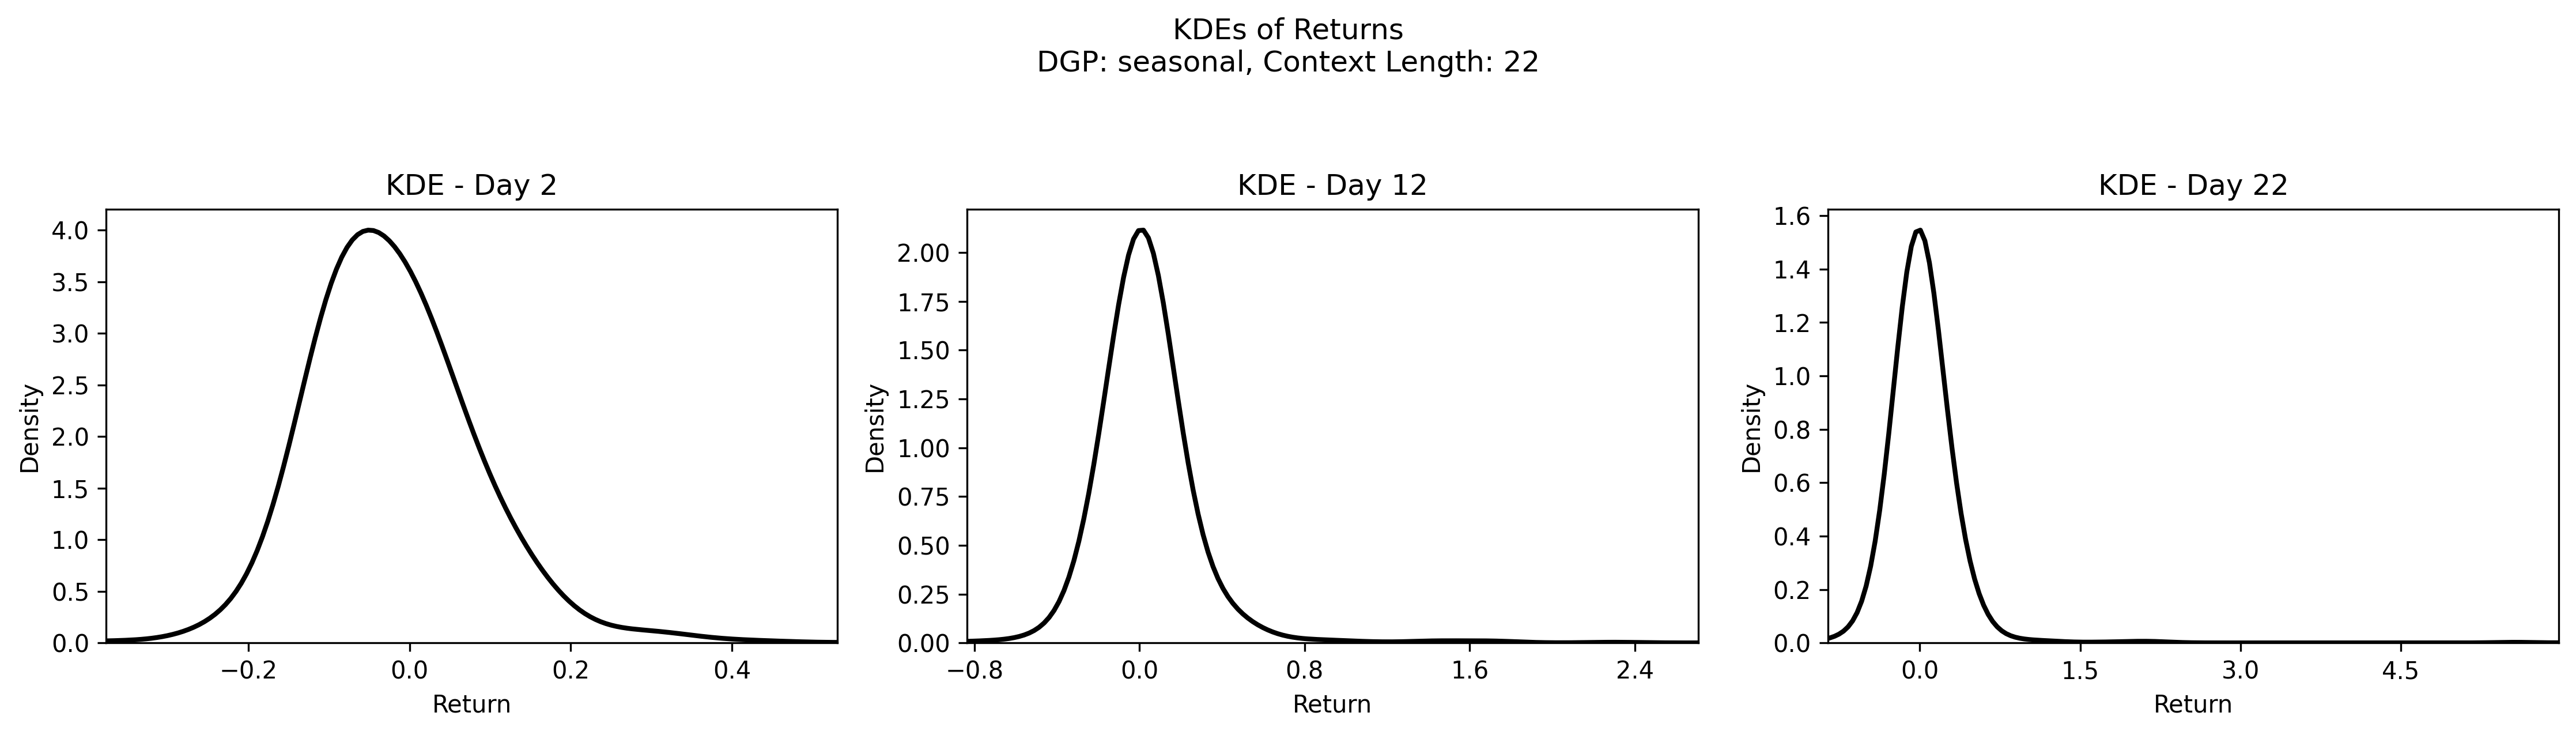 KDEs of Returns
DGP: seasonal, Context Length: 22
KDE - Day 2
4.0
3.5
3.0
2.5
2.0
1.5
1.0
0.5
0.0
Density
−0.2 0.0 0.2 0.4
Return
KDE - Day 12
2.00
1.75
1.50
1.25
1.00
0.75
0.50
0.25
0.00
Density
−0.8 0.0 0.8 1.6 2.4
Return
KDE - Day 22
1.6
1.4
1.2
1.0
0.8
0.6
0.4
0.2
0.0
Density
0.0 1.5 3.0 4.5
Return